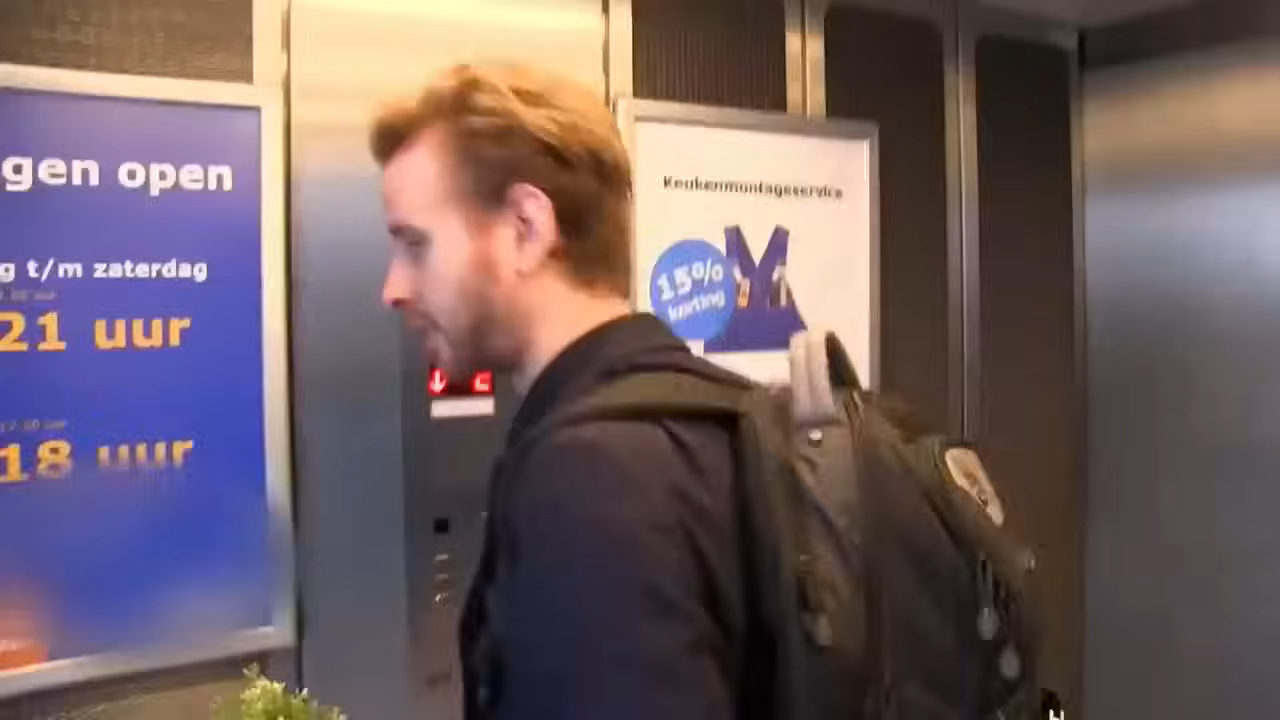 gen open
g t/m zaterdag
21 uur
18 uur
Keukenmontageservice
15%
korting